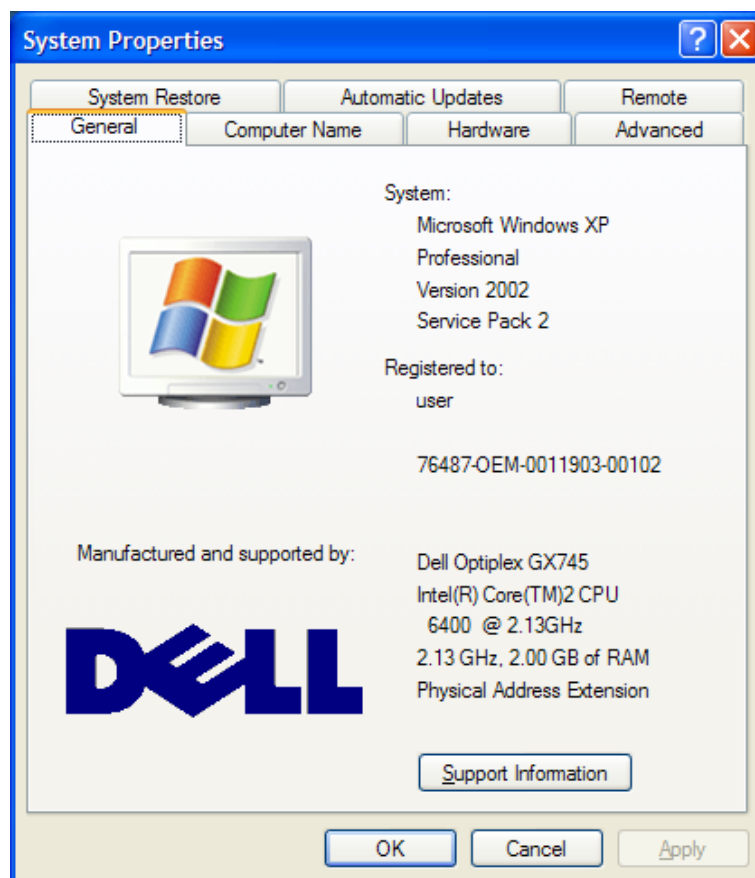 System Properties
System Restore
Automatic Updates
Remote
General
Computer Name
Hardware
Advanced
System:
Microsoft Windows XP
Professional
Version 2002
Service Pack 2
Registered to:
user
76487-OEM-0011903-00102
Manufactured and supported by:
DELL
Dell Optiplex GX745
Intel(R) Core(TM)2 CPU
6400 @ 2.13GHz
2.13 GHz, 2.00 GB of RAM
Physical Address Extension
Support Information
OK
Cancel
Apply